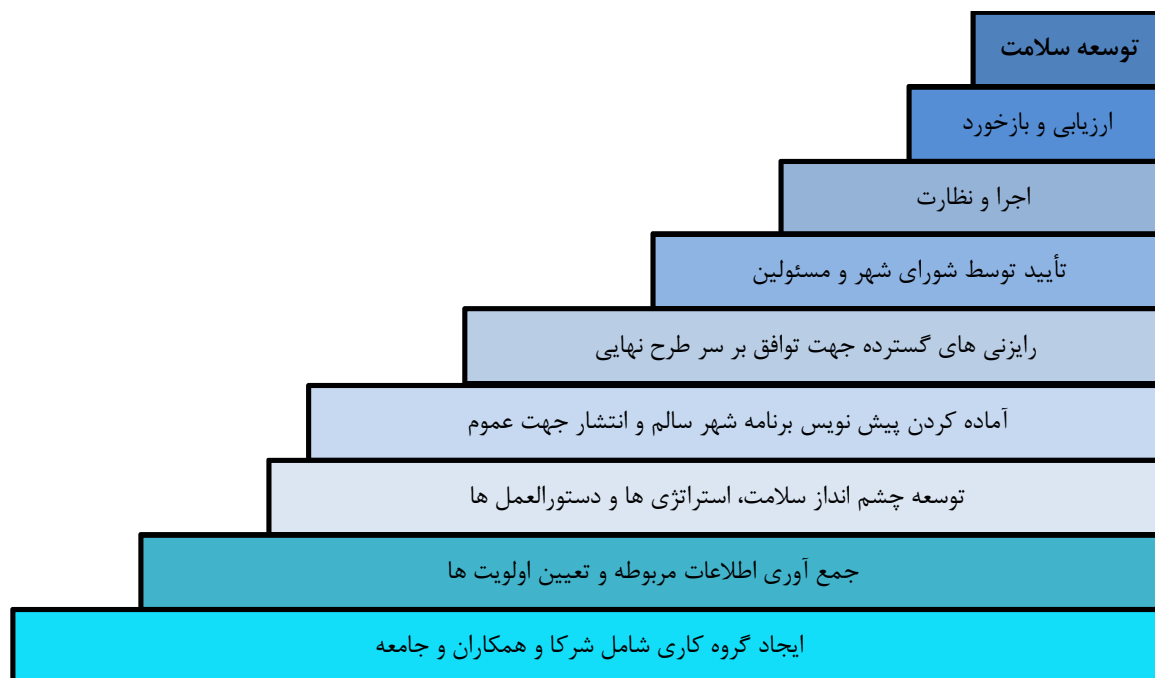 توسعه سلامت
ارزیابی و بازخورد
اجرا و نظارت
تأیید توسط شورای شهر و مسئولین
رایزنی های گسترده جهت توافق بر سر طرح نهایی
آماده کردن پیش نویس برنامه شهر سالم و انتشار جهت عموم
توسعه چشم انداز سلامت، استراتژی ها و دستورالعمل ها
جمع آوری اطلاعات مربوطه و تعیین اولویت ها
ایجاد گروه کاری شامل شرکا و همکاران و جامعه